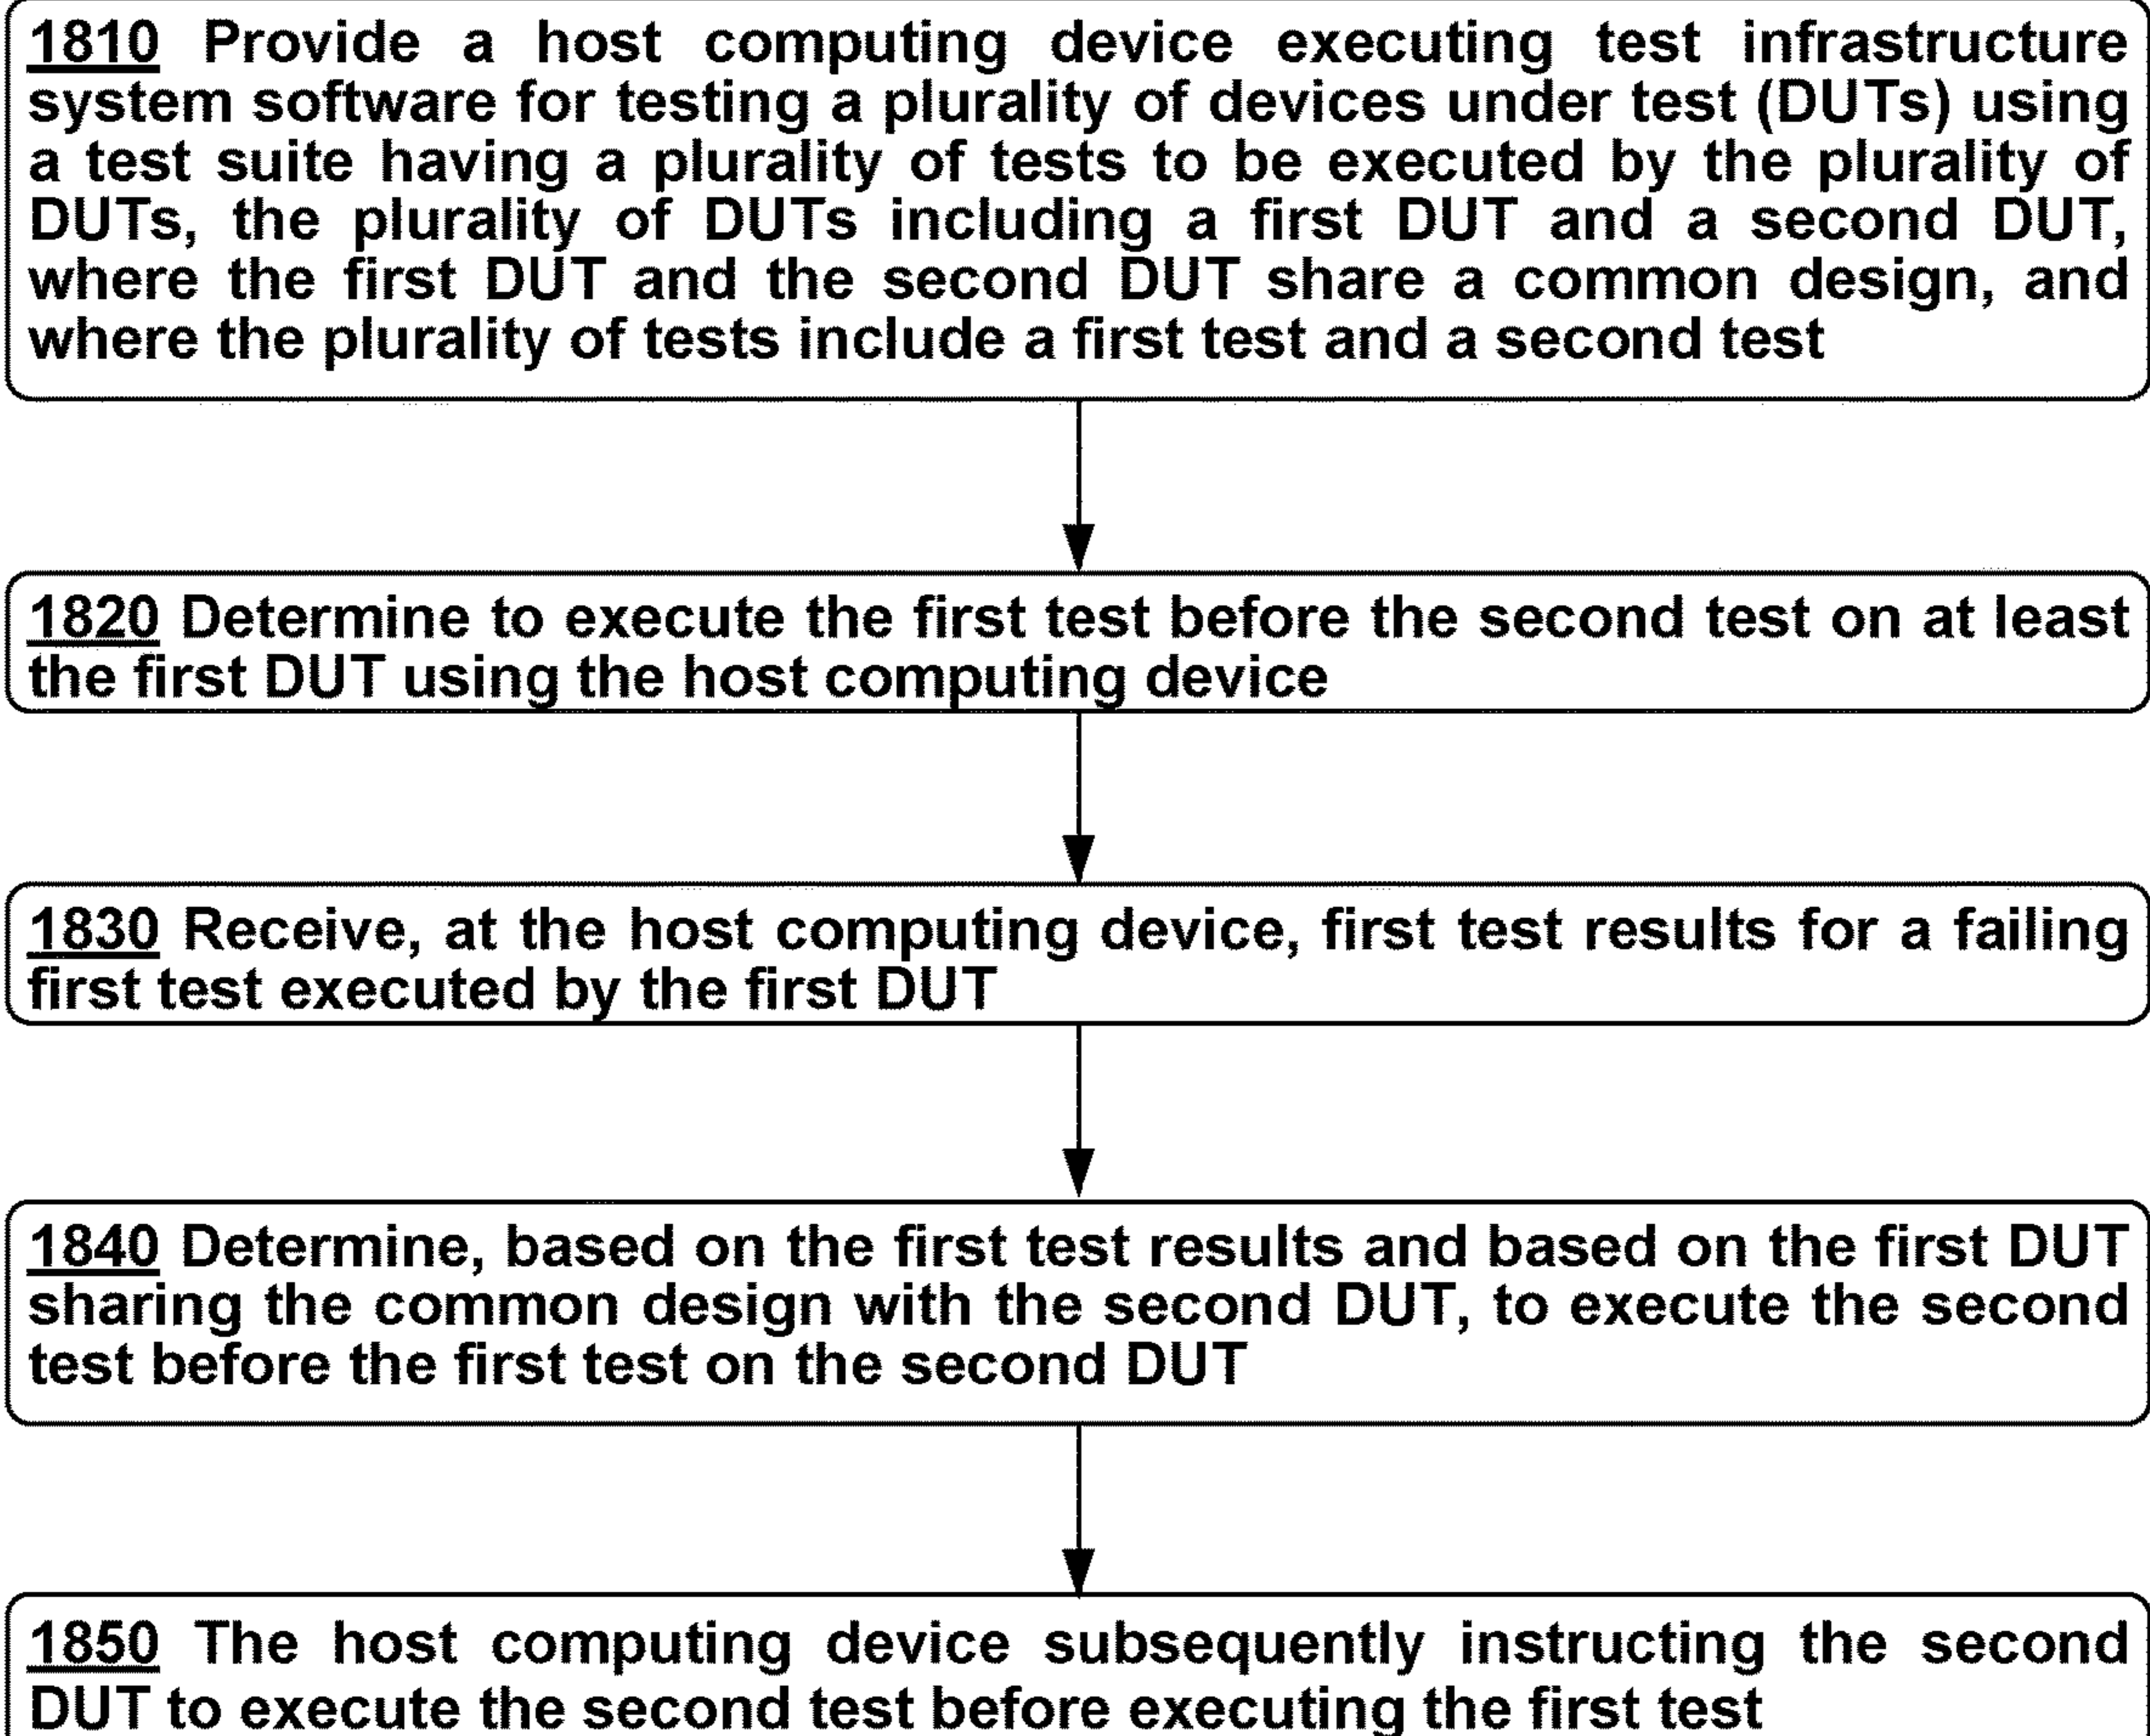 1810 Provide a host computing device executing test infrastructure
system software for testing a plurality of devices under test (DUTs) using
a test suite having a plurality of tests to be executed by the plurality of
DUTs, the plurality of DUTs including a first DUT and a second DUT,
where the first DUT and the second DUT share a common design, and
where the plurality of tests include a first test and a second test
1820 Determine to execute the first test before the second test on at least
the first DUT using the host computing device
1830 Receive, at the host computing device, first test results for a failing
first test executed by the first DUT
1840 Determine, based on the first test results and based on the first DUT
sharing the common design with the second DUT, to execute the second
test before the first test on the second DUT
1850 The host computing device subsequently instructing the second
DUT to execute the second test before executing the first test